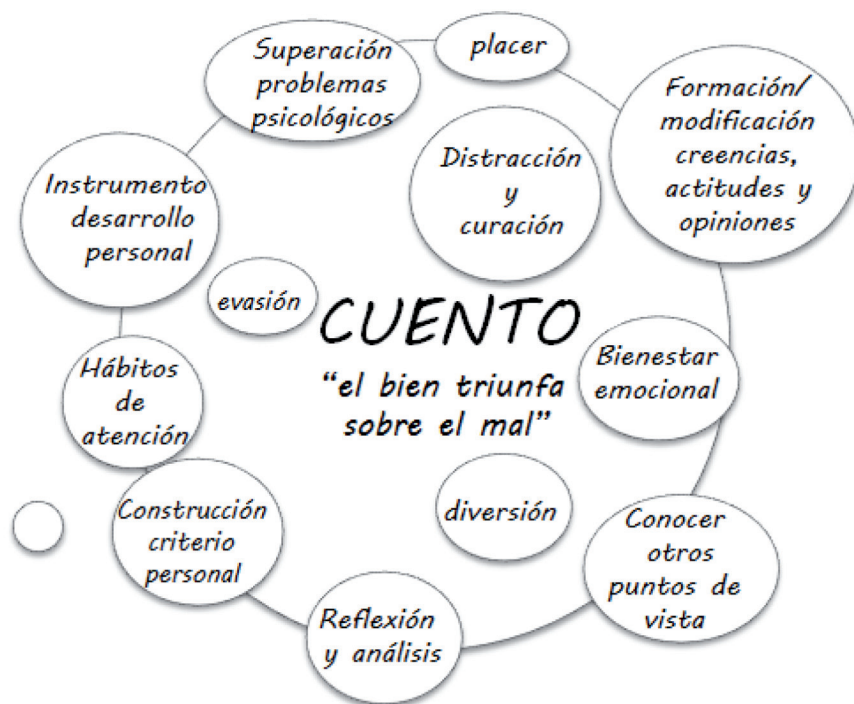 Superación
problemas
psicológicos
placer
Formación/
modificación
creencias,
actitudes y
opiniones
Distracción
y
curación
Instrumento
desarrollo
personal
evasión
CUENTO
“el bien triunfa
sobre el mal”
Bienestar
emocional
Hábitos
de
atención
diversión
Construcción
criterio
personal
Conocer
otros
puntos de
vista
Reflexión
y análisis